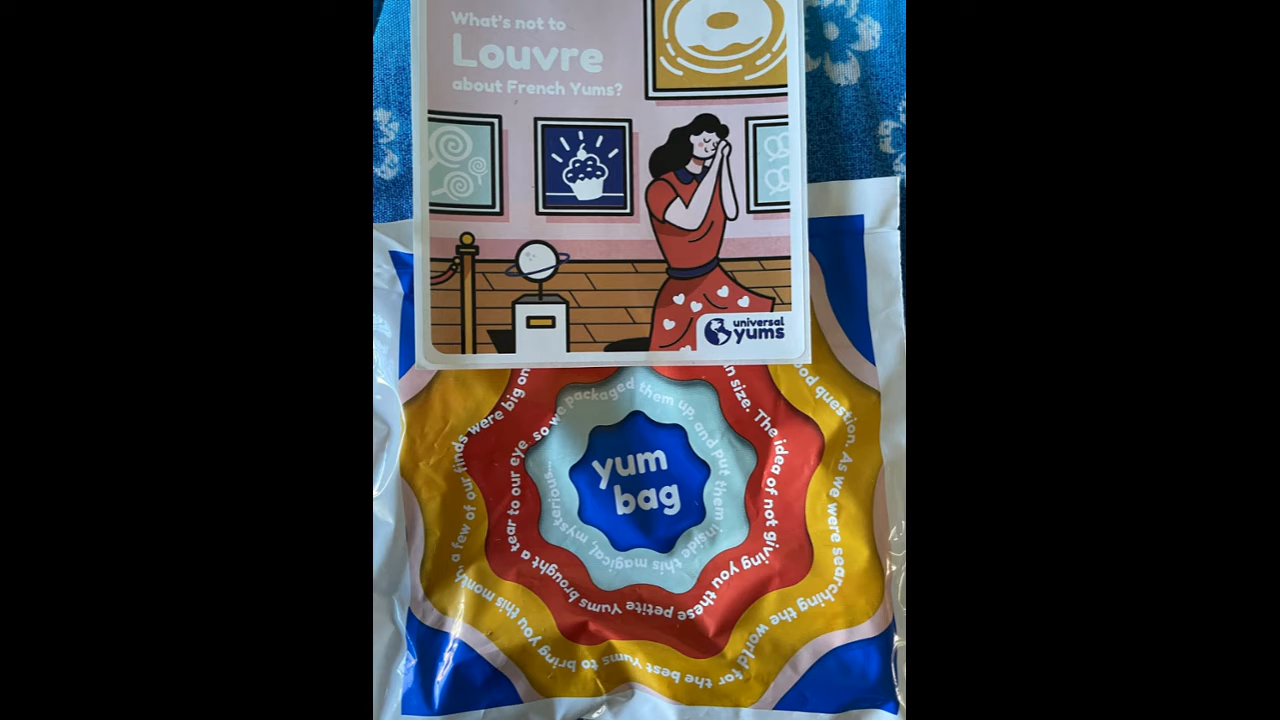 What's not to
Louvre
about French Yums?
universal
yums
ood question. As we were searching the world for the best Yums to bring you this month, a few of our finds were big on
n size. The idea of not giving you these petite Yums brought a tear to our eye
so we packaged them up, and put them inside this magical, mysterious...
yum
bag